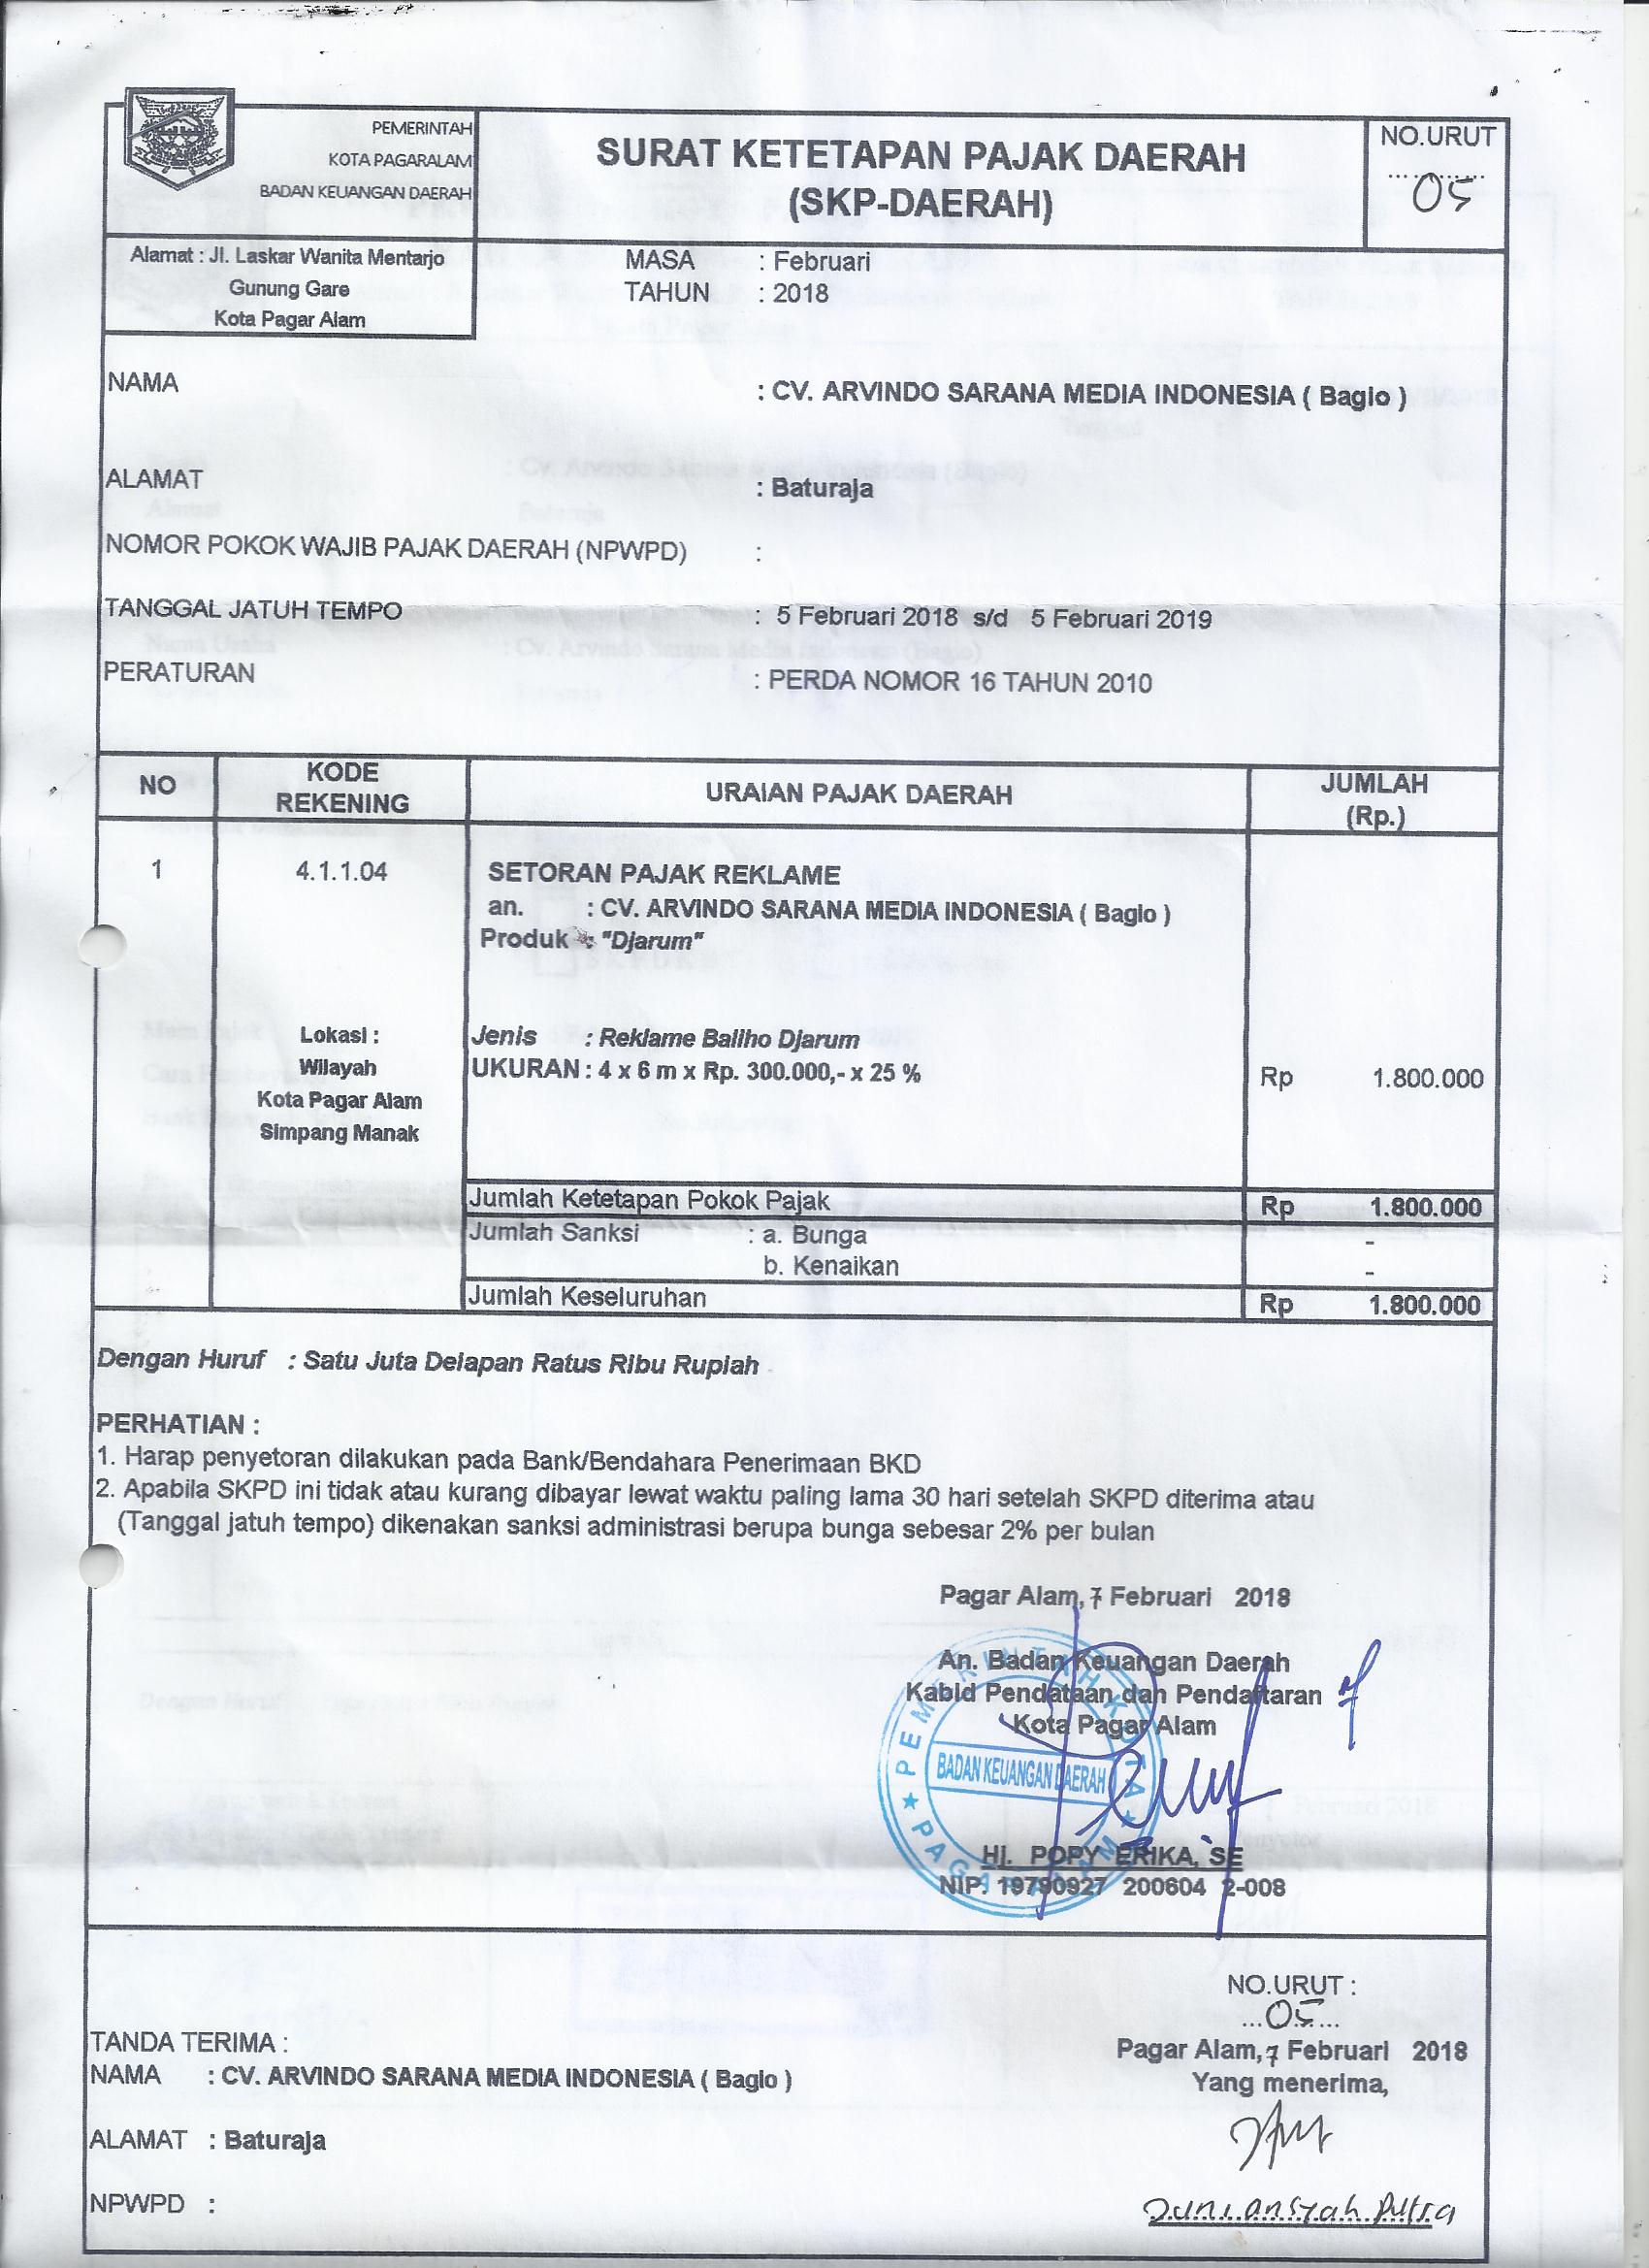 PEMERINTAH
KOTA PAGARALAM
BADAN KEUANGAN DAERAH
SURAT KETETAPAN PAJAK DAERAH
(SKP-DAERAH)
NO.URUT
............
05
Alamat : Jl. Laskar Wanita Mentarjo
Gunung Gare
Kota Pagar Alam
MASA : Februari
TAHUN : 2018
NAMA : CV. ARVINDO SARANA MEDIA INDONESIA ( Bagio )
ALAMAT : Baturaja
NOMOR POKOK WAJIB PAJAK DAERAH (NPWPD) :
TANGGAL JATUH TEMPO : 5 Februari 2018 s/d 5 Februari 2019
PERATURAN : PERDA NOMOR 16 TAHUN 2010
NO KODE REKENING URAIAN PAJAK DAERAH JUMLAH (Rp.)
1 4.1.1.04 SETORAN PAJAK REKLAME
an. : CV. ARVINDO SARANA MEDIA INDONESIA ( Bagio )
Produk : "Djarum"
Lokasi : Jenis : Reklame Baliho Djarum
Wilayah UKURAN : 4 x 6 m x Rp. 300.000,- x 25 % Rp 1.800.000
Kota Pagar Alam
Simpang Manak
Jumlah Ketetapan Pokok Pajak Rp 1.800.000
Jumlah Sanksi : a. Bunga -
b. Kenaikan -
Jumlah Keseluruhan Rp 1.800.000
Dengan Huruf : Satu Juta Delapan Ratus Ribu Rupiah
PERHATIAN :
1. Harap penyetoran dilakukan pada Bank/Bendahara Penerimaan BKD
2. Apabila SKPD ini tidak atau kurang dibayar lewat waktu paling lama 30 hari setelah SKPD diterima atau
(Tanggal jatuh tempo) dikenakan sanksi administrasi berupa bunga sebesar 2% per bulan
Pagar Alam, 7 Februari 2018
An. Badan Keuangan Daerah
Kabid Pendataan dan Pendaftaran
Kota Pagar Alam
PEMERINTAH KOTA
BADAN KEUANGAN DAERAH
PAGAR ALAM
Hj. POPY ERIKA, SE
NIP. 19790927 200604 2-008
NO.URUT :
...05...
TANDA TERIMA :
Pagar Alam, 7 Februari 2018
NAMA : CV. ARVINDO SARANA MEDIA INDONESIA ( Bagio )
Yang menerima,
ALAMAT : Baturaja
NPWPD :
Juniansyah Putra